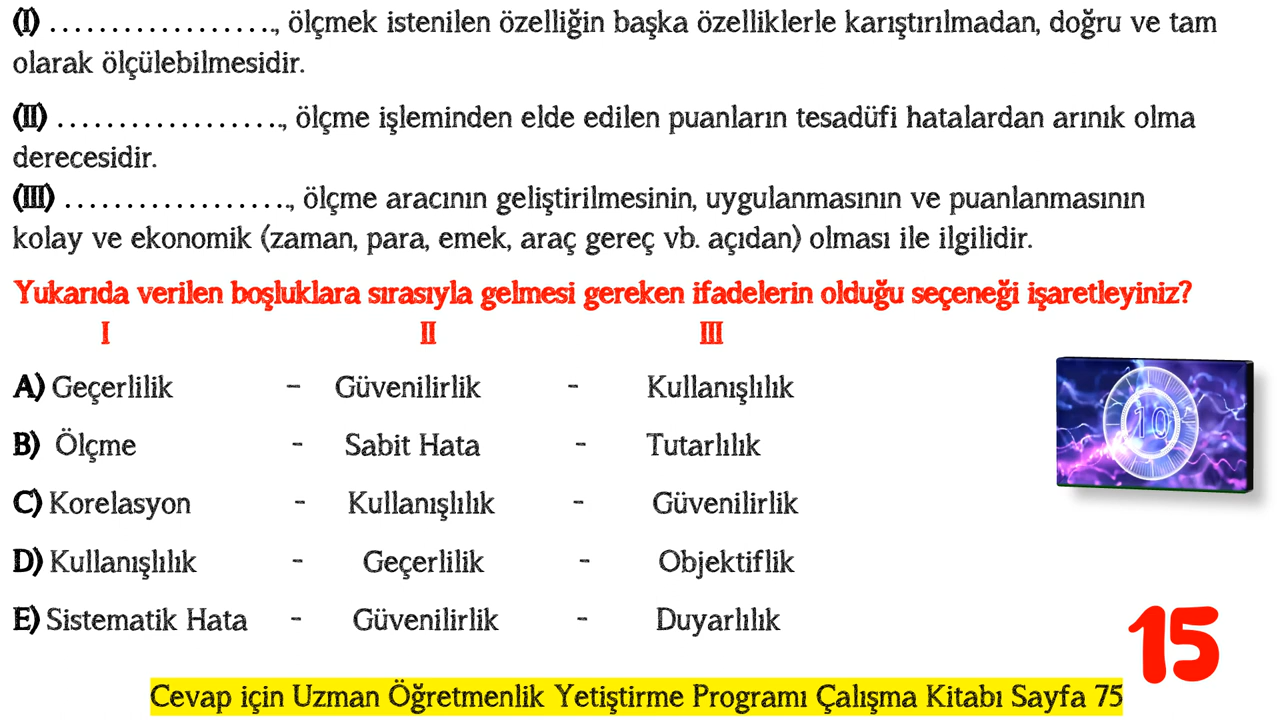 (I) . . . . . . . . . . . . . . . . . . ., ölçmek istenilen özelliğin başka özelliklerle karıştırılmadan, doğru ve tam
olarak ölçülebilmesidir.
(II) . . . . . . . . . . . . . . . . . . ., ölçme işleminden elde edilen puanların tesadüfi hatalardan arınık olma
derecesidir.
(III) . . . . . . . . . . . . . . . . . . ., ölçme aracının geliştirilmesinin, uygulanmasının ve puanlanmasının
kolay ve ekonomik (zaman, para, emek, araç gereç vb. açıdan) olması ile ilgilidir.
Yukarıda verilen boşluklara sırasıyla gelmesi gereken ifadelerin olduğu seçeneği işaretleyiniz?
I II III
A) Geçerlilik - Güvenilirlik - Kullanışlılık
B) Ölçme - Sabit Hata - Tutarlılık
C) Korelasyon - Kullanışlılık - Güvenilirlik
D) Kullanışlılık - Geçerlilik - Objektiflik
E) Sistematik Hata - Güvenilirlik - Duyarlılık
10
15
Cevap için Uzman Öğretmenlik Yetiştirme Programı Çalışma Kitabı Sayfa 75